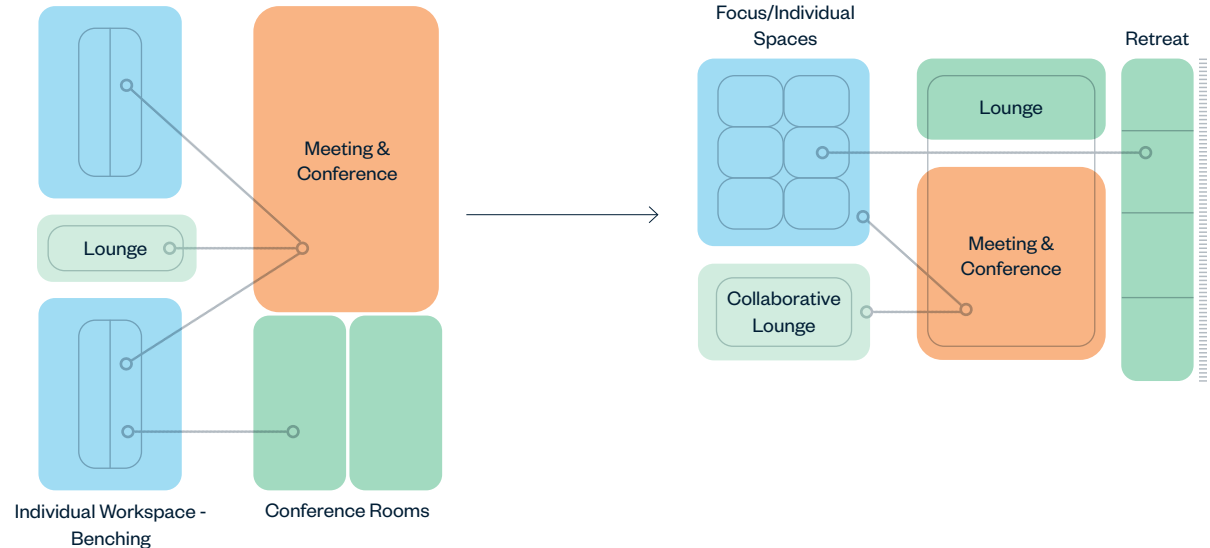 Meeting &
Conference
Lounge
Individual Workspace -
Benching
Conference Rooms
Focus/Individual
Spaces
Retreat
Lounge
Meeting &
Conference
Collaborative
Lounge